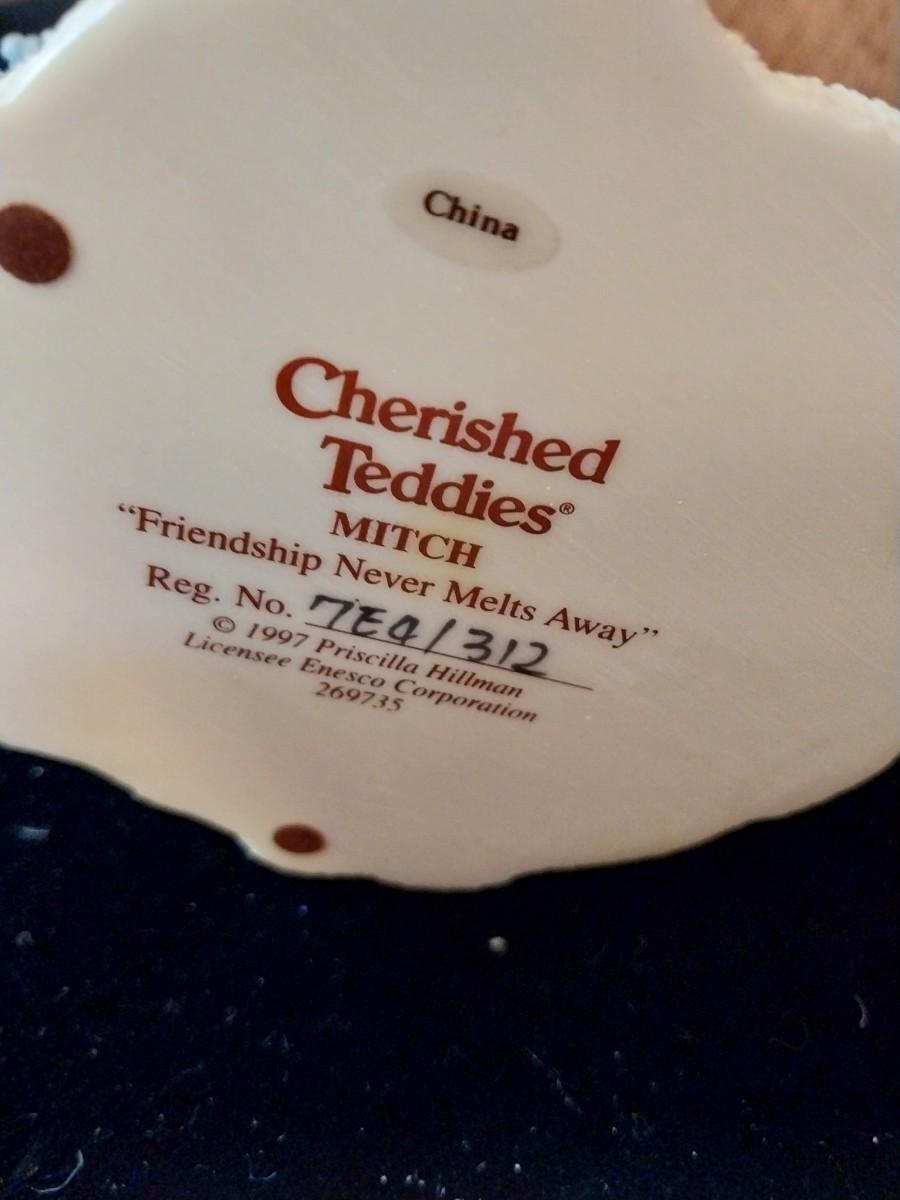 China
Cherished
Teddies®
MITCH
“Friendship Never Melts Away”
Reg. No. 7E4/312
© 1997 Priscilla Hillman
Licensee Enesco Corporation
269735